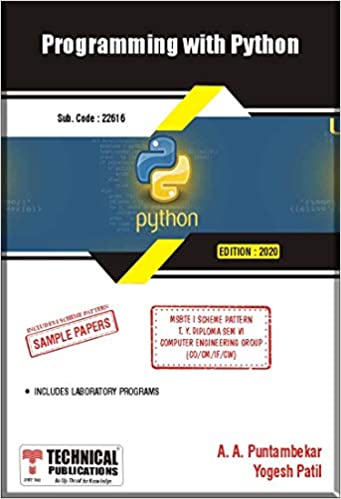 Programming with Python
Sub. Code : 22616
python
EDITION : 2020
INCLUDES I SCHEME PATTERN
SAMPLE PAPERS
MSBTE I SCHEME PATTERN
T. Y. DIPLOMA SEM VI
COMPUTER ENGINEERING GROUP
(CO/CM/IF/CW)
• INCLUDES LABORATORY PROGRAMS
A. A. Puntambekar
Yogesh Patil
TECHNICAL
PUBLICATIONS
An Up-Thrust for Knowledge